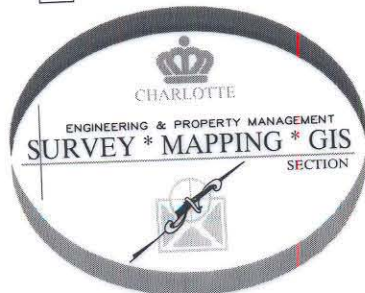 CHARLOTTE
ENGINEERING & PROPERTY MANAGEMENT
SURVEY * MAPPING * GIS
SECTION